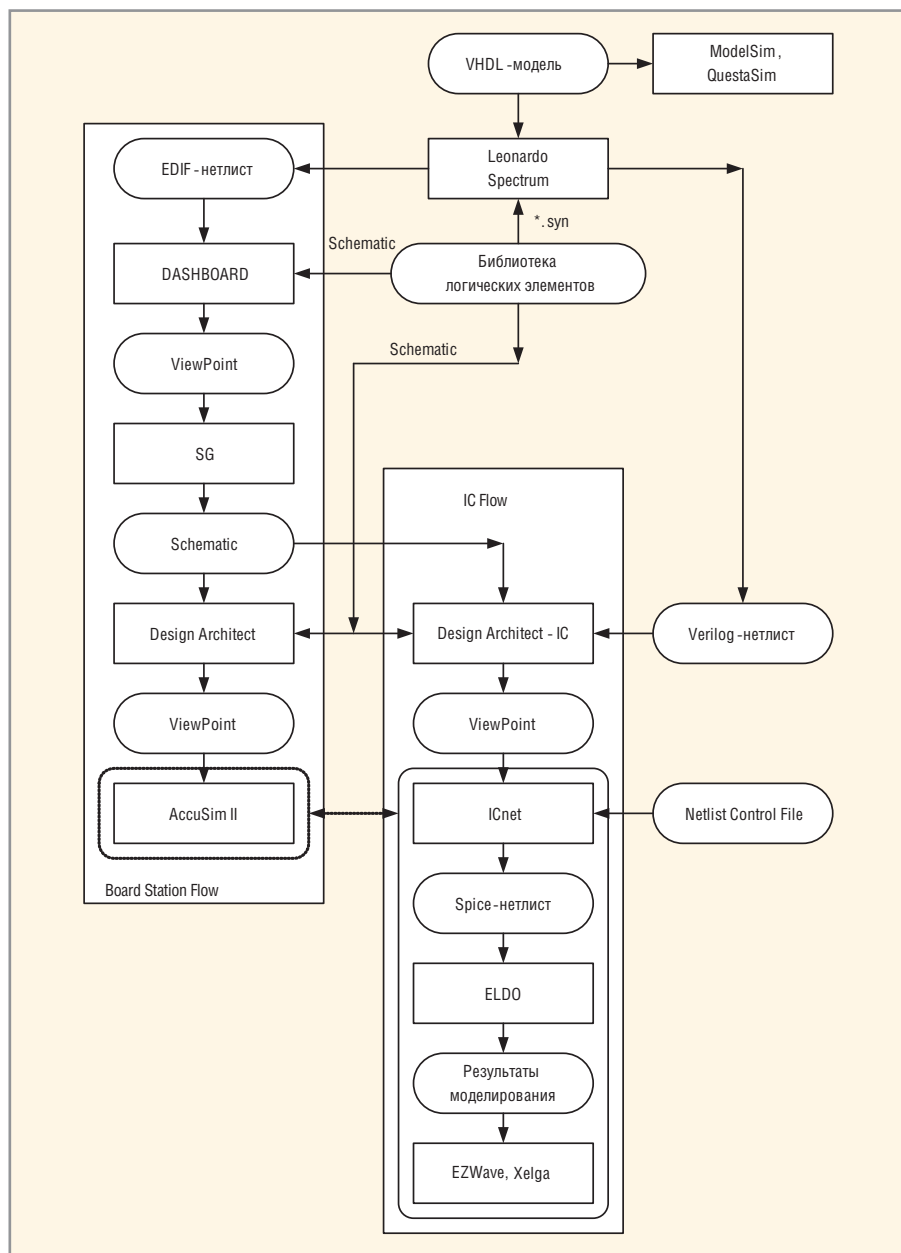 VHDL-модель
ModelSim,
QuestaSim
EDIF-нетлист
Leonardo
Spectrum
*.syn
Schematic
DASHBOARD
Библиотека
логических элементов
ViewPoint
Schematic
SG
IC Flow
Schematic
Design Architect
Design Architect - IC
Verilog-нетлист
ViewPoint
ViewPoint
AccuSim II
ICnet
Netlist Control File
Board Station Flow
Spice-нетлист
ELDO
Результаты
моделирования
EZWave, Xelga